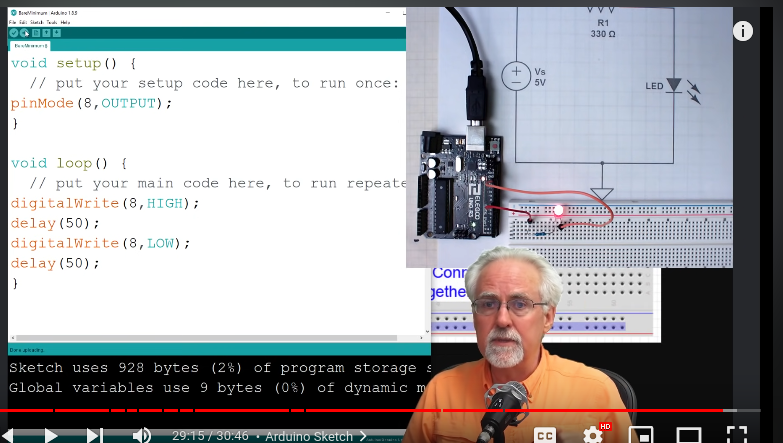 BareMinimum | Arduino 1.8.5
File Edit Sketch Tools Help
BareMinimum §
void setup() {
// put your setup code here, to run once:
pinMode(8,OUTPUT);
}
void loop() {
// put your main code here, to run repeate
digitalWrite(8,HIGH);
delay(50);
digitalWrite(8,LOW);
delay(50);
}
Done uploading.
Sketch uses 928 bytes (2%) of program storage s
Global variables use 9 bytes (0%) of dynamic m
R1
330 Ω
Vs
5V
LED
UNO R3
ELEGOO
Conn
gethe
i
29:15 / 30:46 • Arduino Sketch
CC
HD